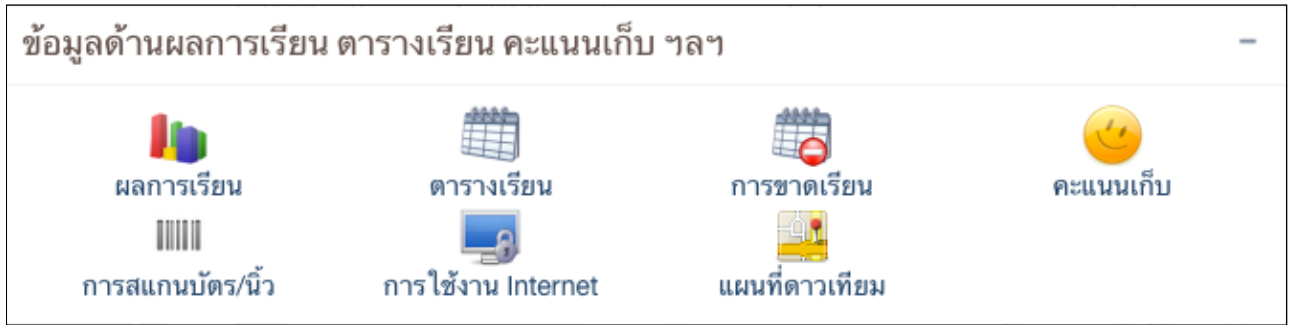 ข้อมูลด้านผลการเรียน ตารางเรียน คะแนนเก็บ ฯลฯ
ผลการเรียน ตารางเรียน การขาดเรียน คะแนนเก็บ
การสแกนบัตร/นิ้ว การใช้งาน Internet แผนที่ดาวเทียม